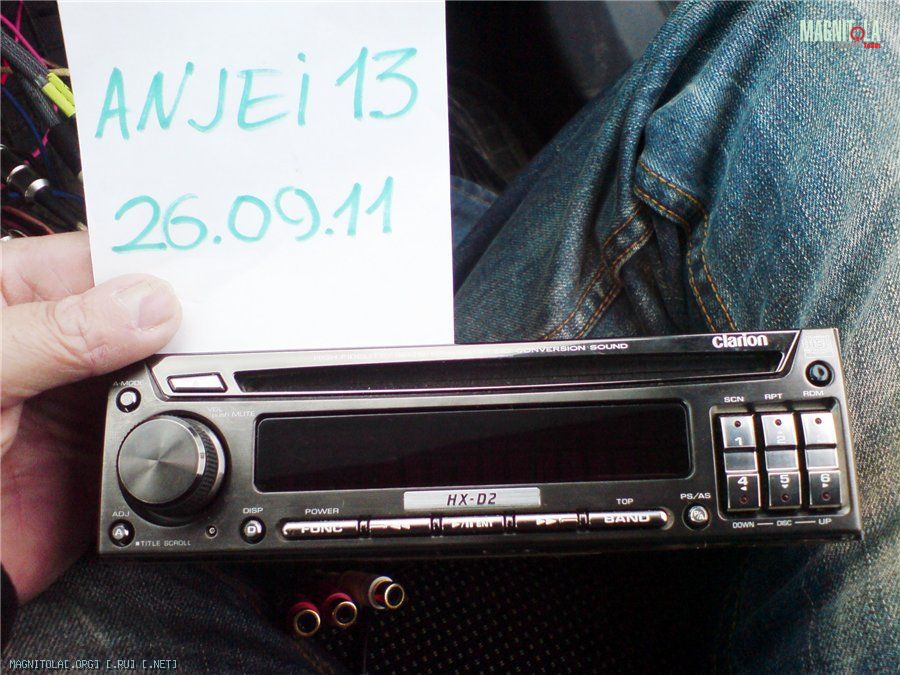 MAGNITOLA
ANJEi 13
26.09.11
CONVERSION SOUND
Clarion
A-MODE
VOL
PUSH MUTE
SCN RPT RDM
1 2 3
4 5 6
HX-D2
ADJ
A
TITLE SCROLL
DISP
D
POWER
FUNC
ENT
TOP
BAND
PS/AS
DOWN DISC UP
MAGNITOLA[.ORG] [.RU] [.NET]